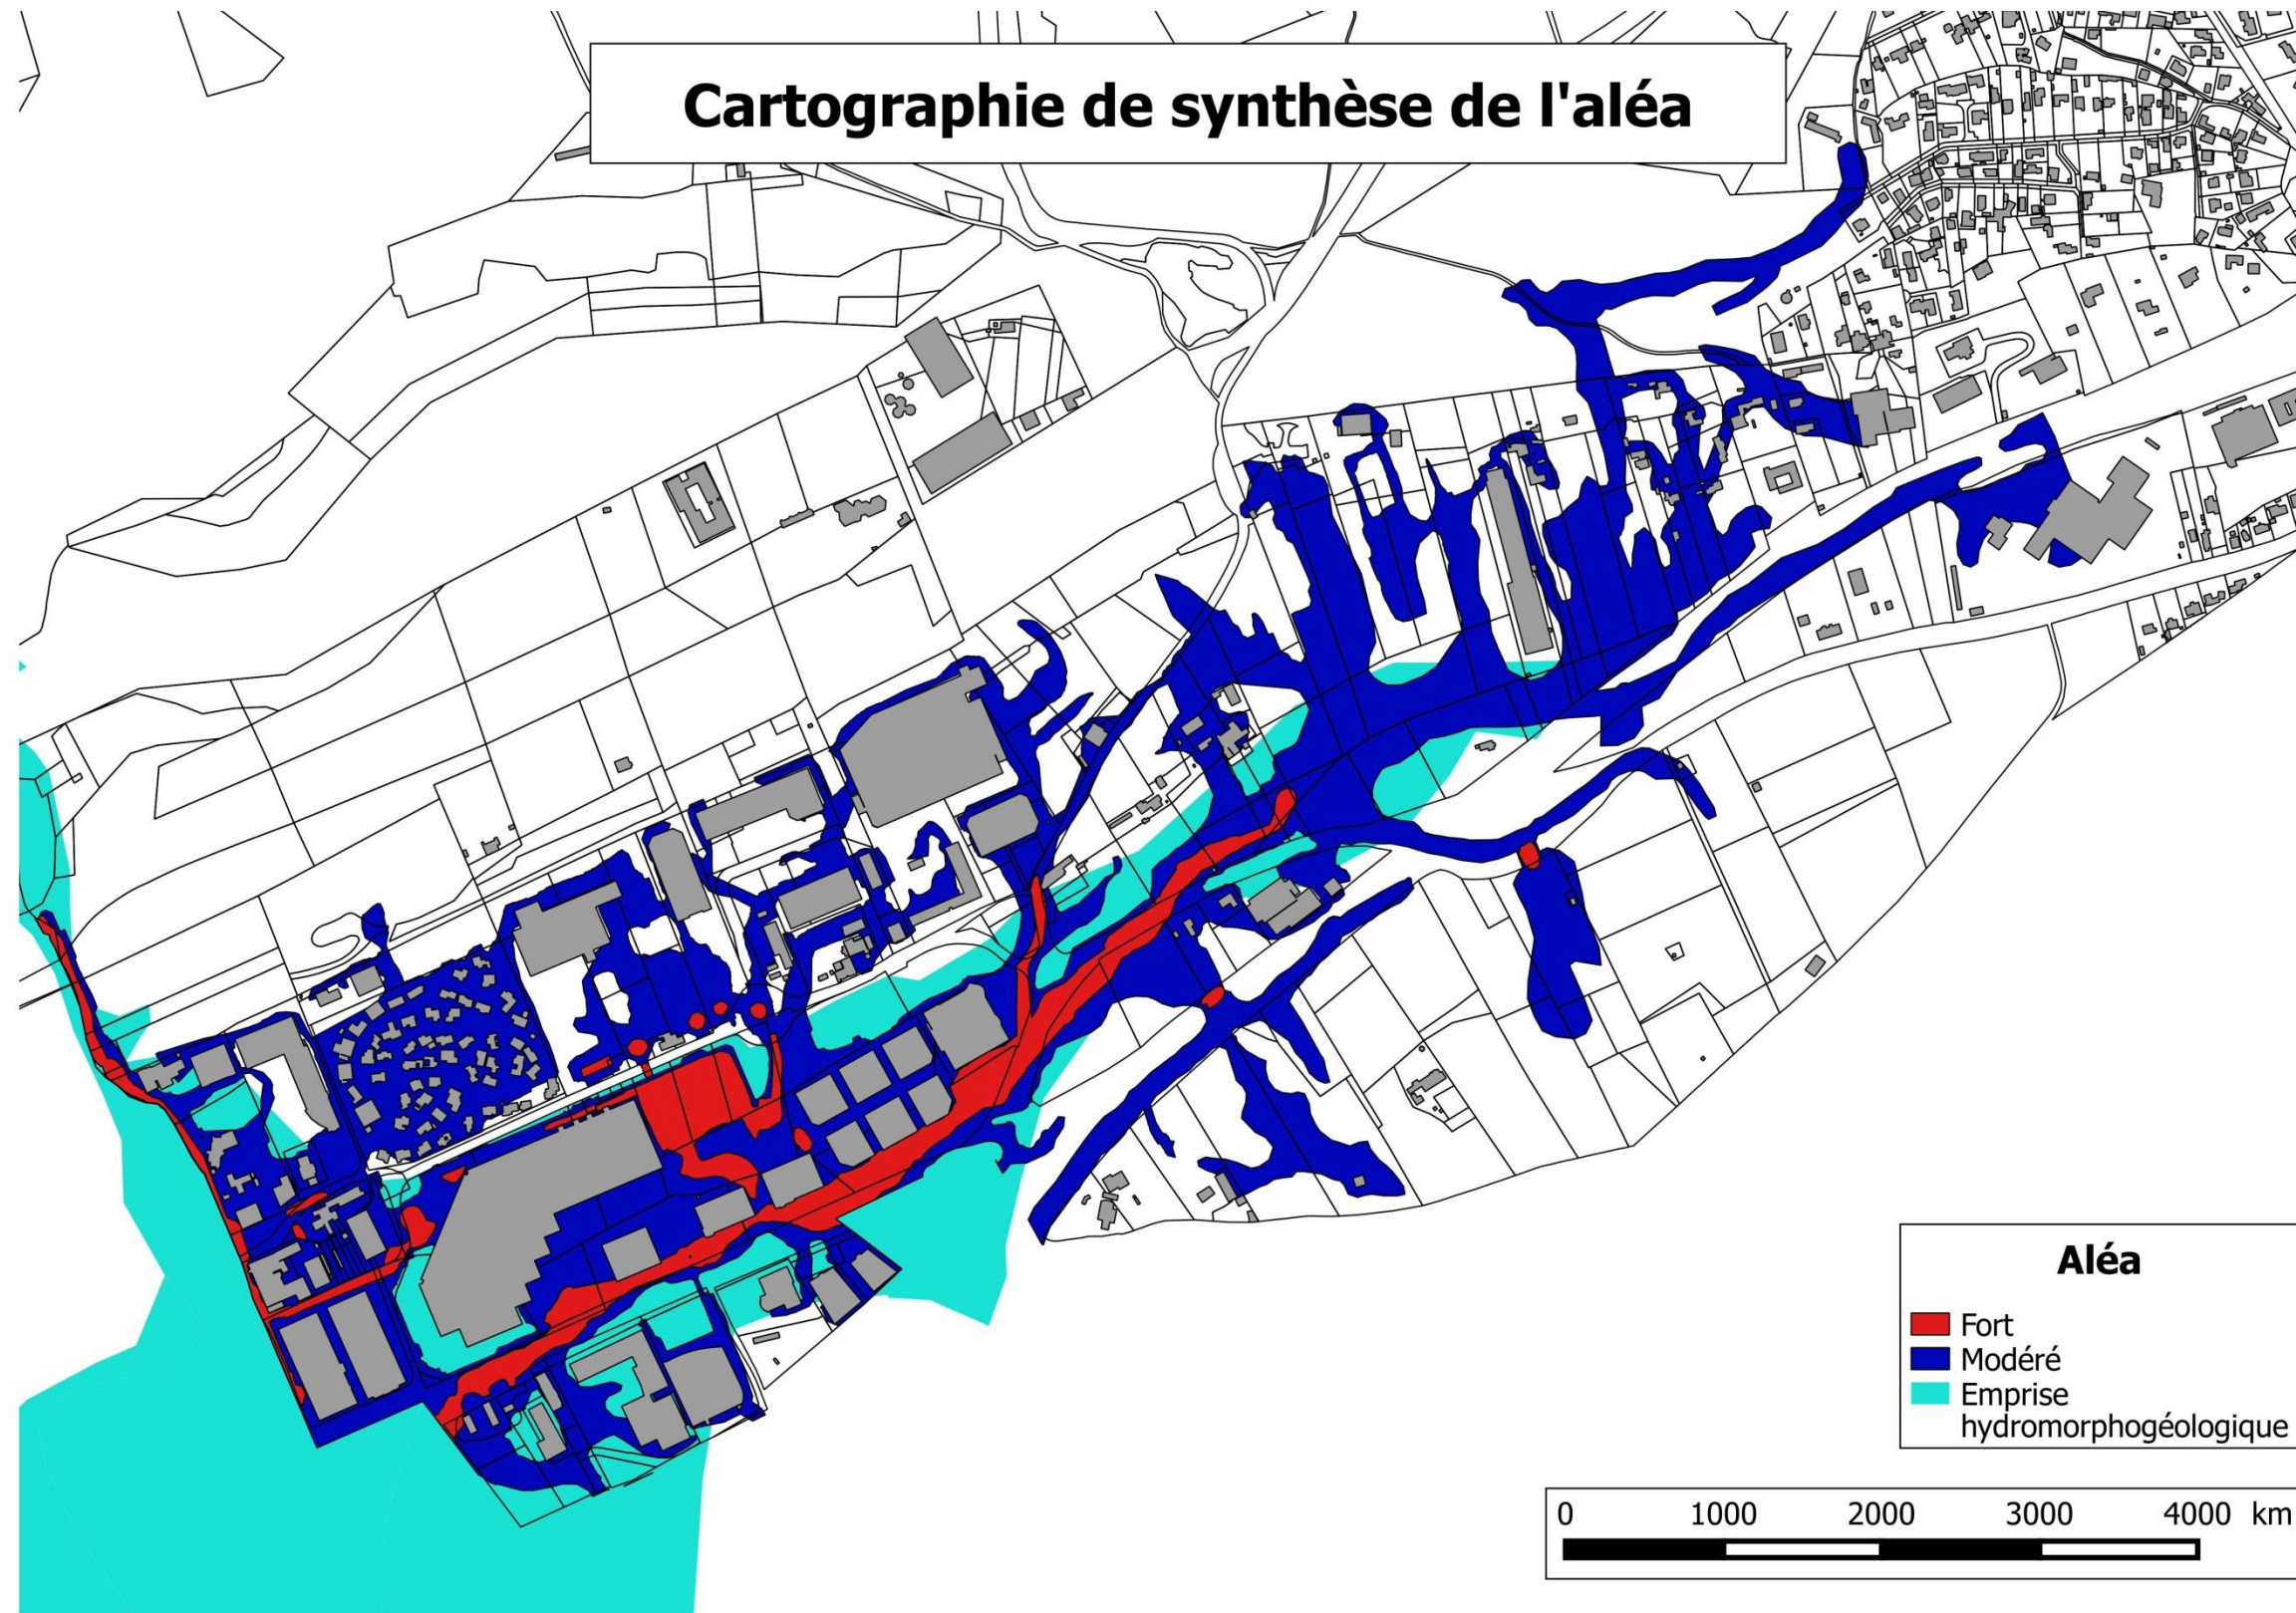 Cartographie de synthèse de l'aléa
Aléa
Fort
Modéré
Emprise
hydromorphogéologique
0 1000 2000 3000 4000 km